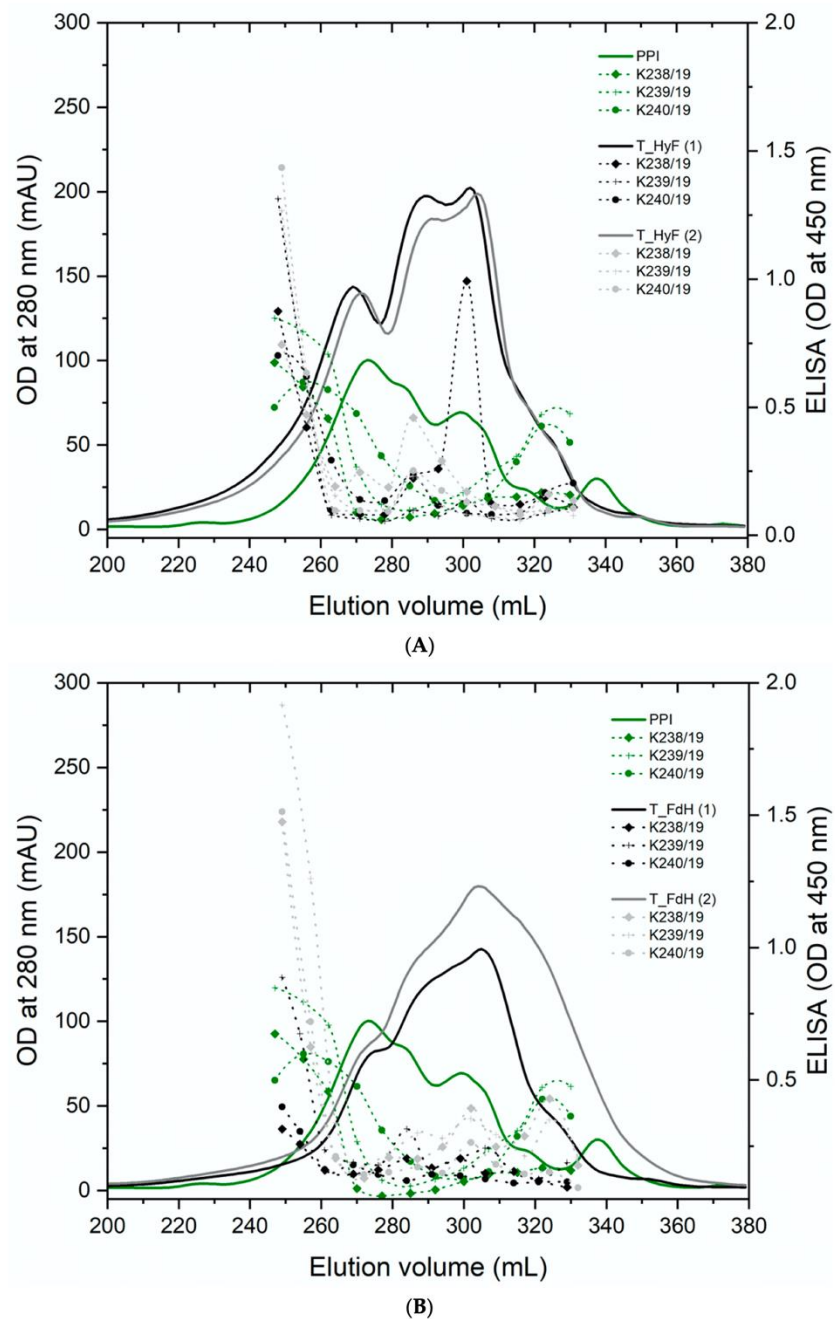 300
250
200
150
100
50
0
OD at 280 nm (mAU)
2.0
1.5
1.0
0.5
0.0
ELISA (OD at 450 nm)
PPI
K238/19
K239/19
K240/19
T_HyF (1)
K238/19
K239/19
K240/19
T_HyF (2)
K238/19
K239/19
K240/19
200 220 240 260 280 300 320 340 360 380
Elution volume (mL)
(A)
300
250
200
150
100
50
0
OD at 280 nm (mAU)
2.0
1.5
1.0
0.5
ELISA (OD at 450 nm)
PPI
K238/19
K239/19
K240/19
T_FdH (1)
K238/19
K239/19
K240/19
T_FdH (2)
K238/19
K239/19
K240/19
200 220 240 260 280 300 320 340 360 380
Elution volume (mL)
(B)